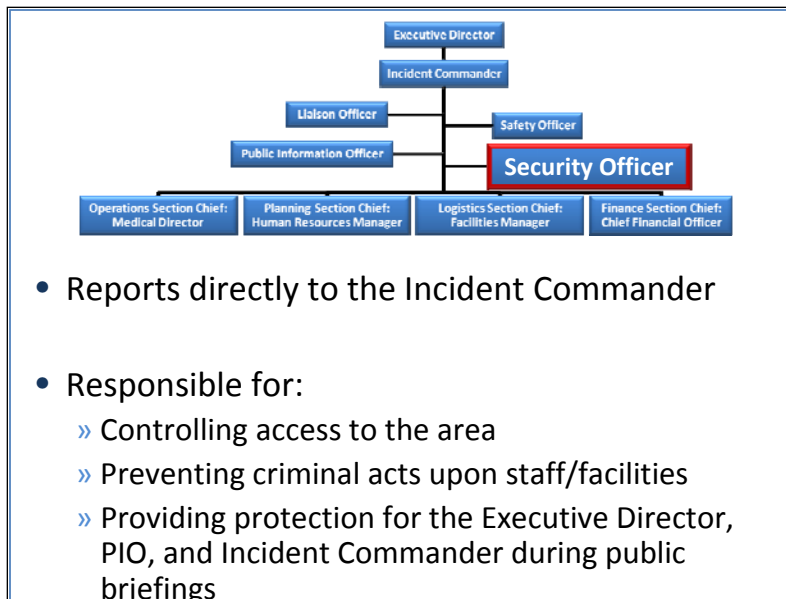 Executive Director
Incident Commander
Liaison Officer
Safety Officer
Public Information Officer
Security Officer
Operations Section Chief:
Medical Director
Planning Section Chief:
Human Resources Manager
Logistics Section Chief:
Facilities Manager
Finance Section Chief:
Chief Financial Officer
• Reports directly to the Incident Commander
• Responsible for:
» Controlling access to the area
» Preventing criminal acts upon staff/facilities
» Providing protection for the Executive Director,
PIO, and Incident Commander during public
briefings